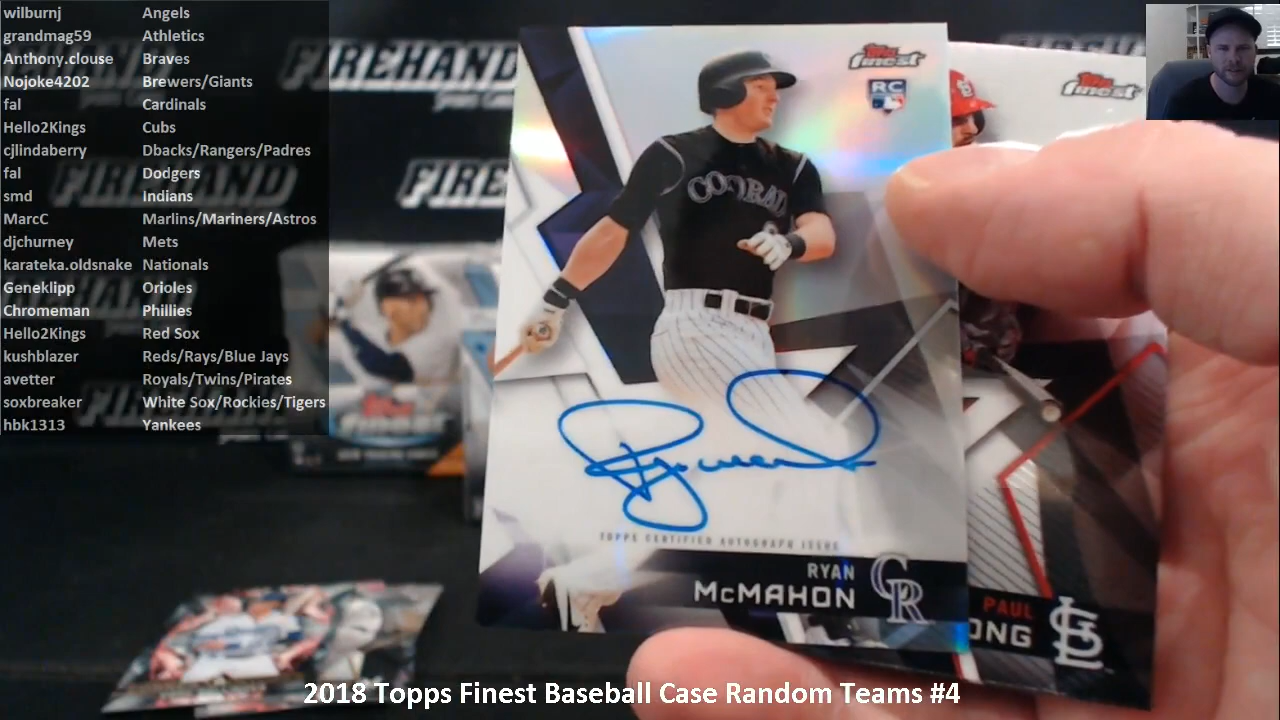 wilburnj Angels
grandmag59 Athletics
Anthony.clouse Braves
Nojoke4202 Brewers/Giants
fal Cardinals
Hello2Kings Cubs
cjlindaberry Dbacks/Rangers/Padres
fal Dodgers
smd Indians
MarcC Marlins/Mariners/Astros
djchurney Mets
karateka.oldsnake Nationals
Geneklipp Orioles
Chromeman Phillies
Hello2Kings Red Sox
kushblazer Reds/Rays/Blue Jays
avetter Royals/Twins/Pirates
soxbreaker White Sox/Rockies/Tigers
hbk1313 Yankees
FIREHAND
FIREHAND
Topps
finest
RC
Topps
finest
TOPPS CERTIFIED AUTOGRAPH ISSUE
RYAN
McMAHON
CR
PAUL
STL
Topps
finest
2018 Topps Finest Baseball Case Random Teams #4